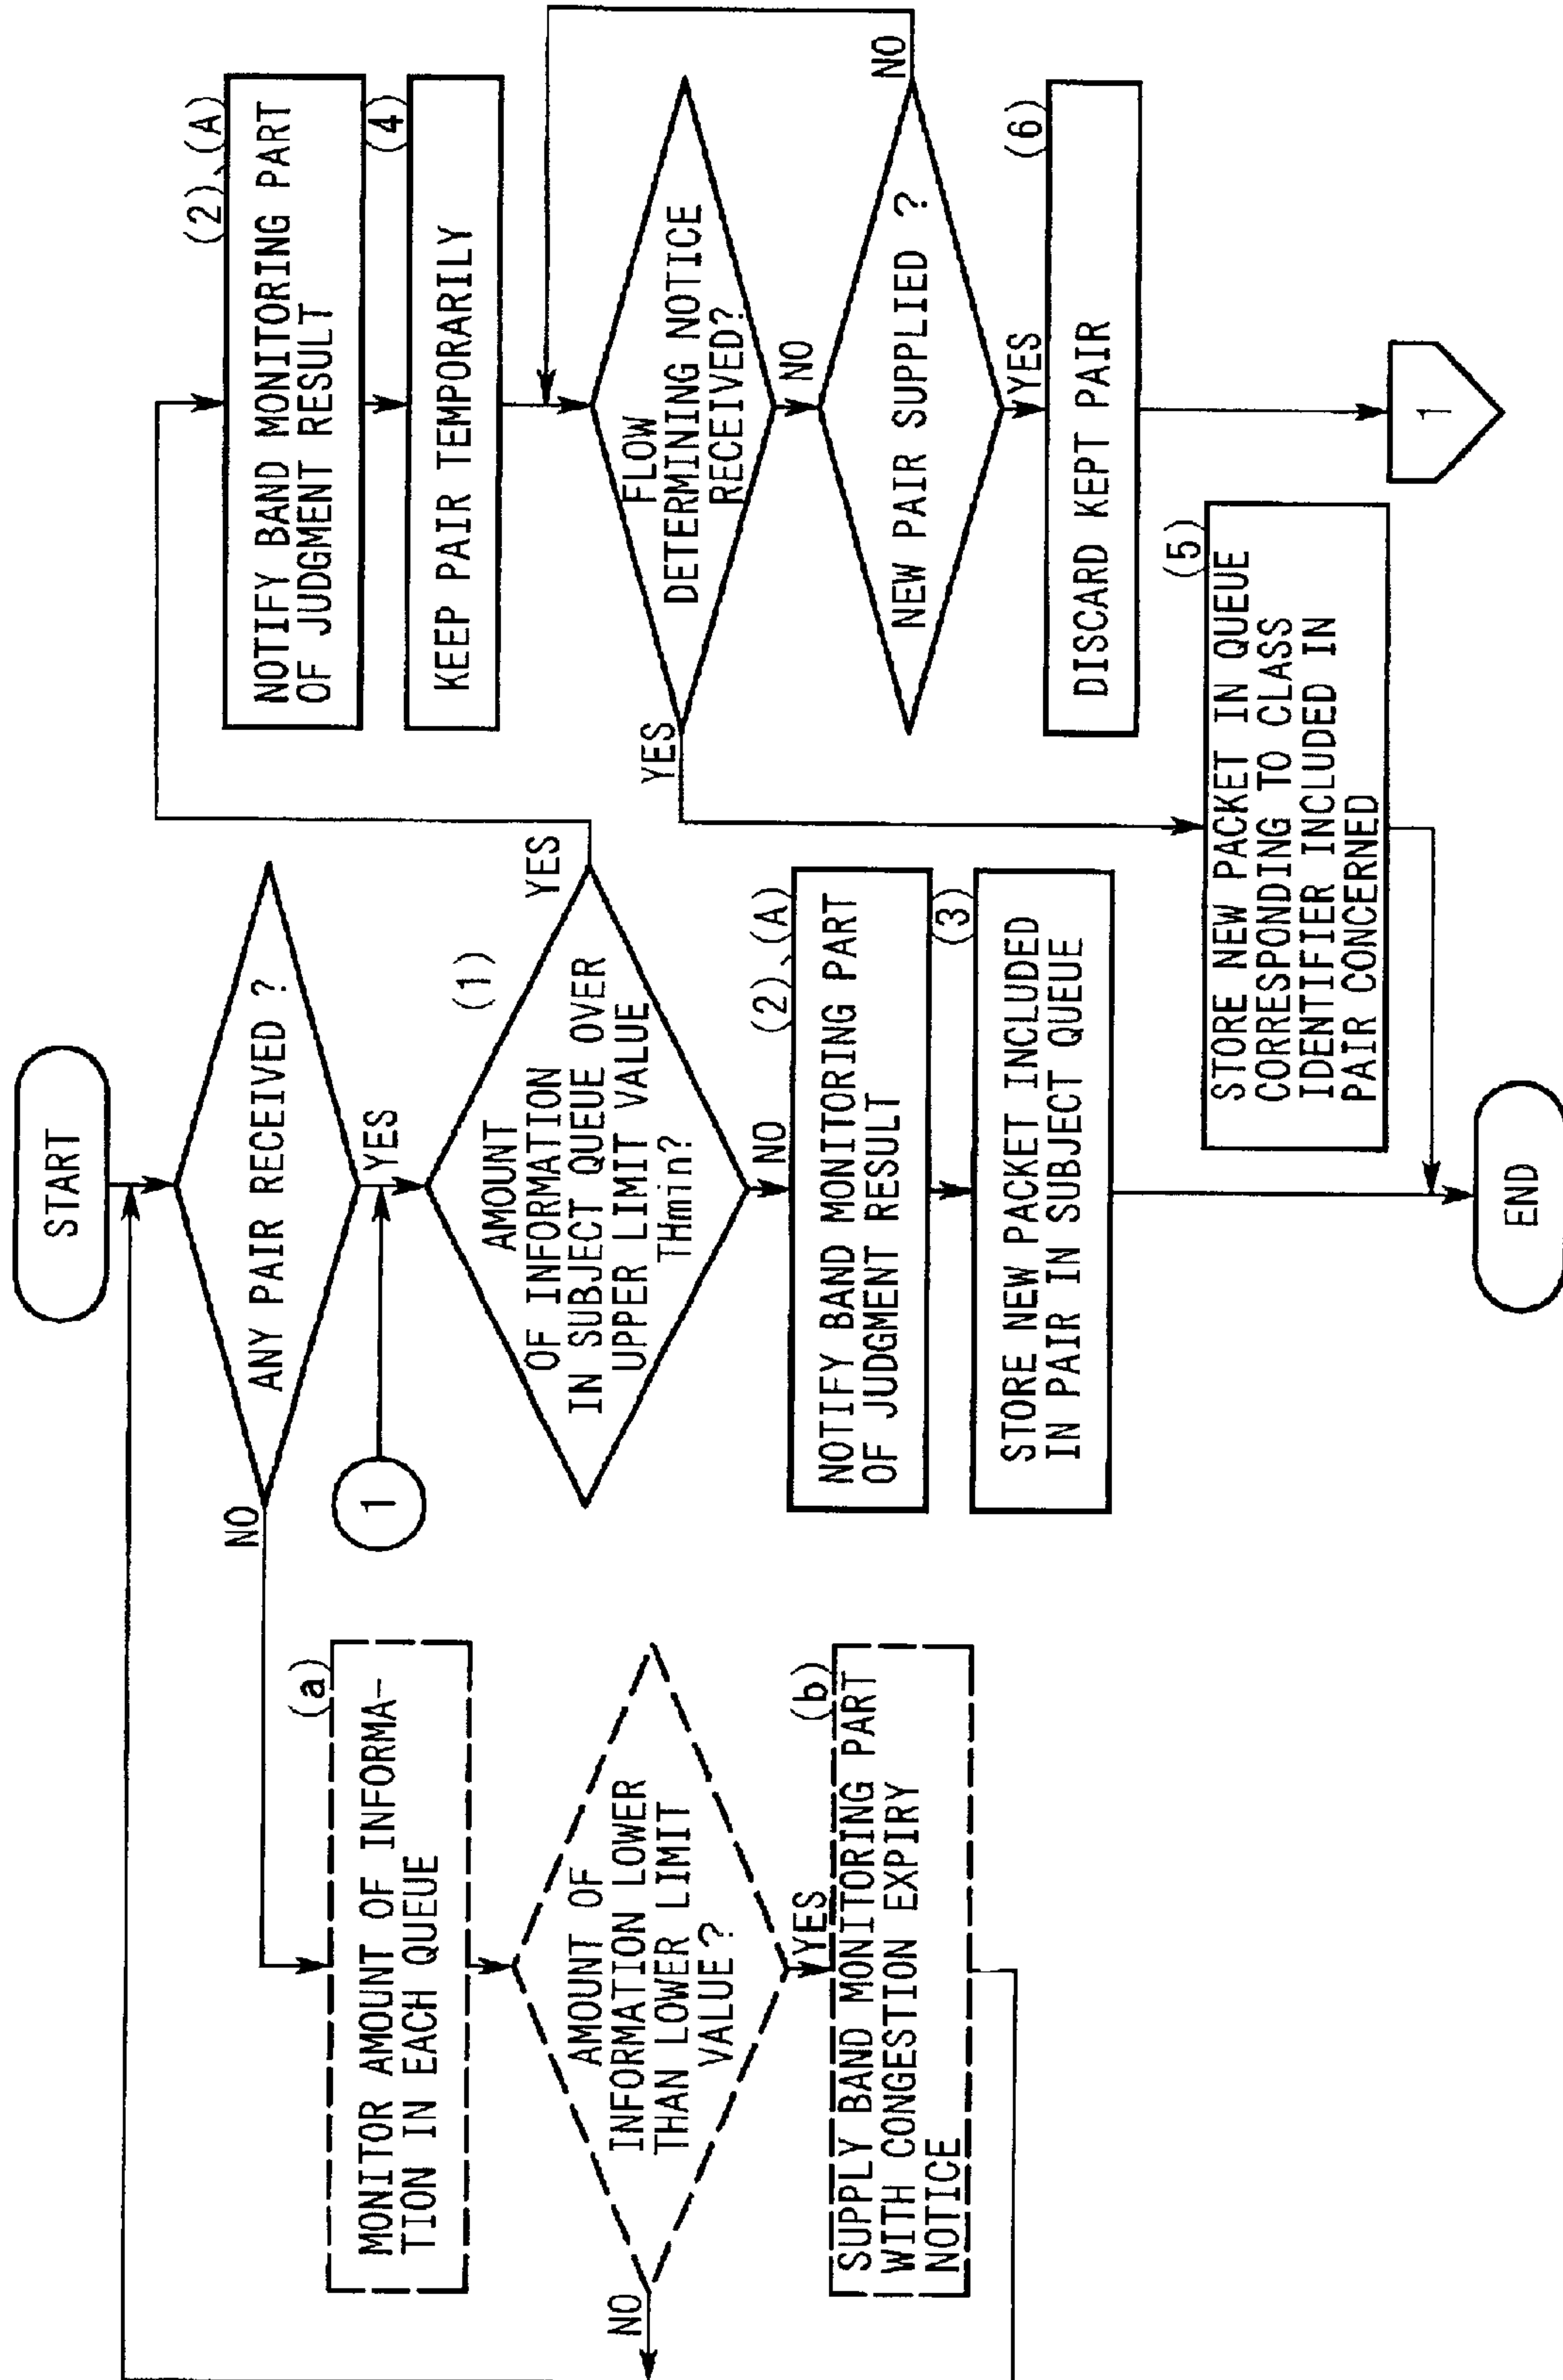 START
ANY PAIR RECEIVED ?
NO
YES
1
(1)
AMOUNT
OF INFORMATION
IN SUBJECT QUEUE OVER
UPPER LIMIT VALUE
THmin?
YES
NO
(2)、(A)
NOTIFY BAND MONITORING PART
OF JUDGMENT RESULT
(3)
STORE NEW PACKET INCLUDED
IN PAIR IN SUBJECT QUEUE
END
(a)
MONITOR AMOUNT OF INFORMA-
TION IN EACH QUEUE
AMOUNT OF
INFORMATION LOWER
THAN LOWER LIMIT
VALUE?
NO
YES
(b)
SUPPLY BAND MONITORING PART
WITH CONGESTION EXPIRY
NOTICE
(2)、(A)
NOTIFY BAND MONITORING PART
OF JUDGMENT RESULT
(4)
KEEP PAIR TEMPORARILY
FLOW
DETERMINING NOTICE
RECEIVED?
YES
NO
NEW PAIR SUPPLIED ?
NO
YES
(6)
DISCARD KEPT PAIR
1
(5)
STORE NEW PACKET IN QUEUE
CORRESPONDING TO CLASS
IDENTIFIER INCLUDED IN
PAIR CONCERNED